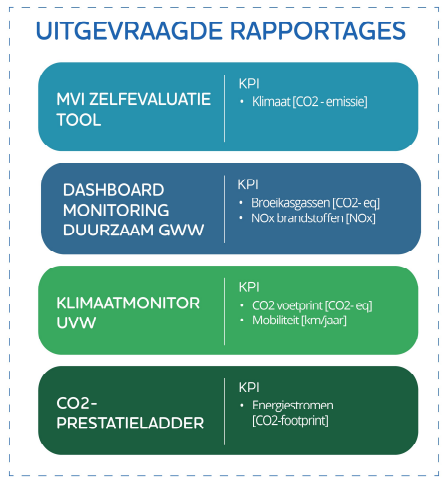 UITGEVRAAGDE RAPPORTAGES
MVI ZELFEVALUATIE
TOOL
KPI
• Klimaat [CO2 - emissie]
DASHBOARD
MONITORING
DUURZAAM GWW
KPI
• Broeikasgassen [CO2- eq]
• NOx brandstoffen [NOx]
KLIMAATMONITOR
UVW
KPI
• CO2 voetprint [CO2- eq]
• Mobiliteit [km/jaar]
CO2-
PRESTATIELADDER
KPI
• Energiestromen
[CO2-footprint]